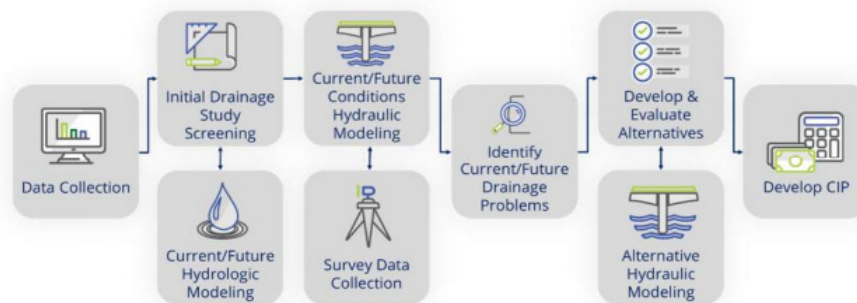 Data Collection
Initial Drainage
Study
Screening
Current/Future
Hydrologic
Modeling
Current/Future
Conditions
Hydraulic
Modeling
Survey Data
Collection
Identify
Current/Future
Drainage
Problems
Develop &
Evaluate
Alternatives
Alternative
Hydraulic
Modeling
Develop CIP